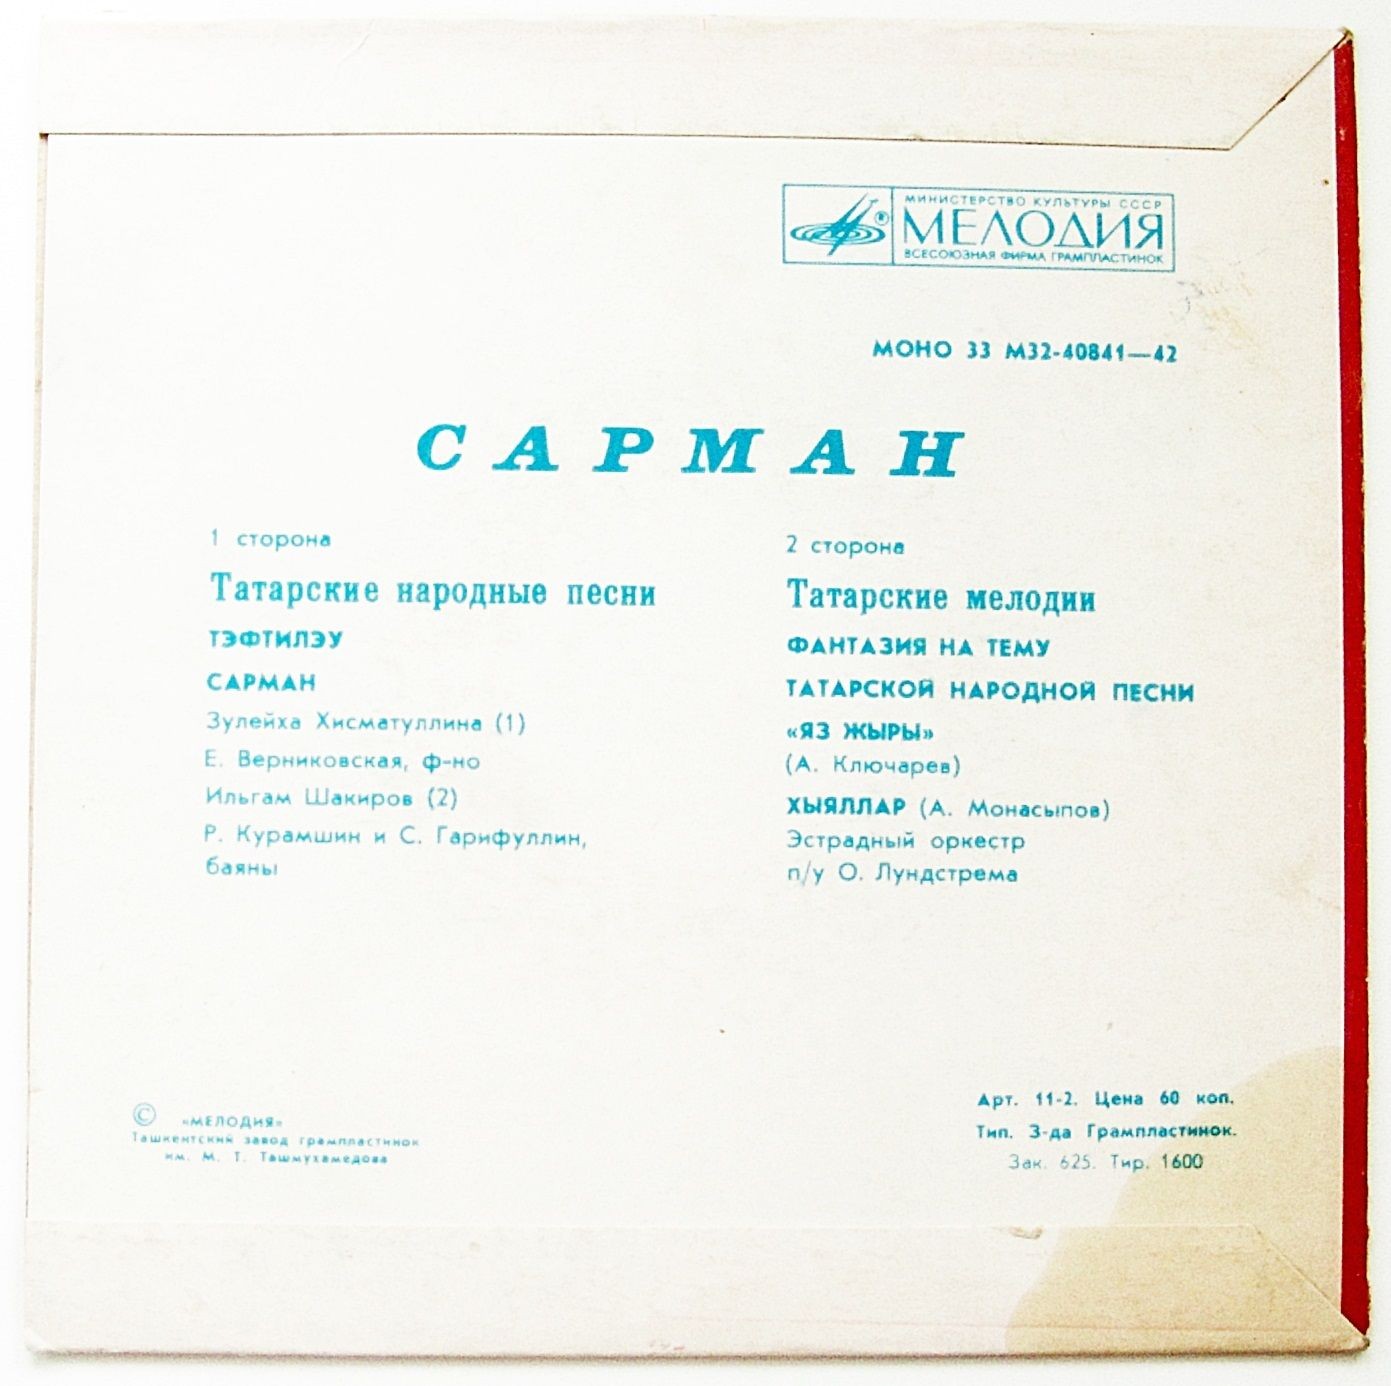 МИНИСТЕРСТВО КУЛЬТУРЫ СССР
МЕЛОДИЯ
ВСЕСОЮЗНАЯ ФИРМА ГРАМПЛАСТИНОК
МОНО 33 М32-40841—42
САРМАН
1 сторона
Татарские народные песни
ТЭФТИЛЭУ
САРМАН
Зулейха Хисматуллина (1)
Е. Верниковская, ф-но
Ильгам Шакиров (2)
Р. Курамшин и С. Гарифуллин,
баяны
2 сторона
Татарские мелодии
ФАНТАЗИЯ НА ТЕМУ
ТАТАРСКОЙ НАРОДНОЙ ПЕСНИ
«ЯЗ ЖЫРЫ»
(А. Ключарев)
ХЫЯЛЛАР (А. Монасыпов)
Эстрадный оркестр
п/у О. Лундстрема
© «МЕЛОДИЯ»
Ташкентский завод грампластинок
им. М. Т. Ташмухамедова
Арт. 11-2. Цена 60 коп.
Тип. З-да Грампластинок.
Зак. 625. Тир. 1600